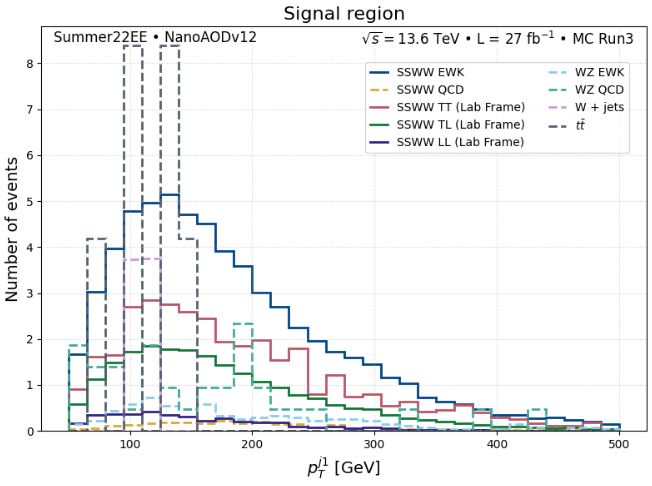 Signal region
Summer22EE • NanoAODv12
√s = 13.6 TeV • L = 27 fb⁻¹ • MC Run3
SSWW EWK
SSWW QCD
SSWW TT (Lab Frame)
SSWW TL (Lab Frame)
SSWW LL (Lab Frame)
WZ EWK
WZ QCD
W + jets
tt̄
Number of events
8
7
6
5
4
3
2
1
0
100
200
300
400
500
p_T^{j1} [GeV]